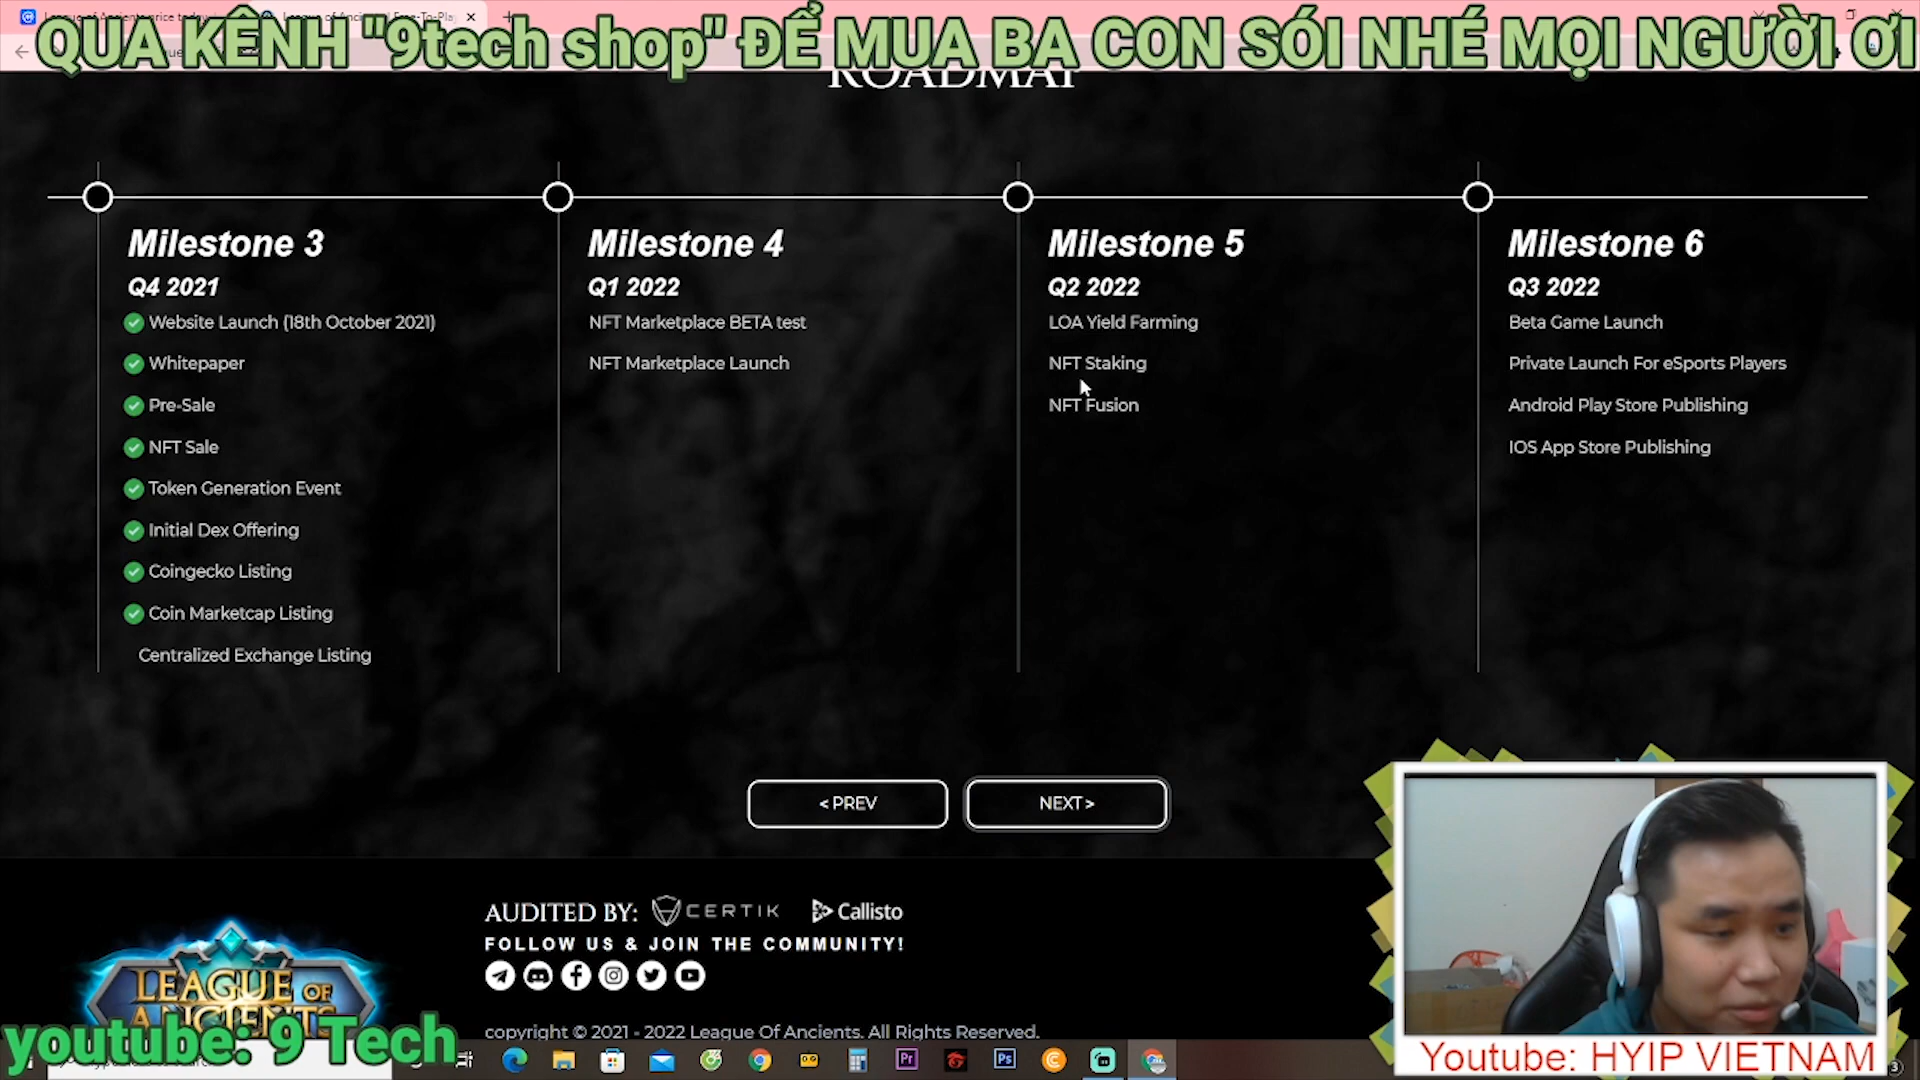 QUA KÊNH "9tech shop" ĐỂ MUA BA CON SÓI NHÉ MỌI NGƯỜI ƠI
ROADMAP
Milestone 3
Q4 2021
Website Launch (18th October 2021)
Whitepaper
Pre-Sale
NFT Sale
Token Generation Event
Initial Dex Offering
Coingecko Listing
Coin Marketcap Listing
Centralized Exchange Listing
Milestone 4
Q1 2022
NFT Marketplace BETA test
NFT Marketplace Launch
Milestone 5
Q2 2022
LOA Yield Farming
NFT Staking
NFT Fusion
Milestone 6
Q3 2022
Beta Game Launch
Private Launch For eSports Players
Android Play Store Publishing
IOS App Store Publishing
< PREV
NEXT >
AUDITED BY: CERTIK Callisto
FOLLOW US & JOIN THE COMMUNITY!
LEAGUE OF
ANCIENTS
copyright © 2021 - 2022 League Of Ancients. All Rights Reserved.
youtube: 9 Tech
Youtube: HYIP VIETNAM